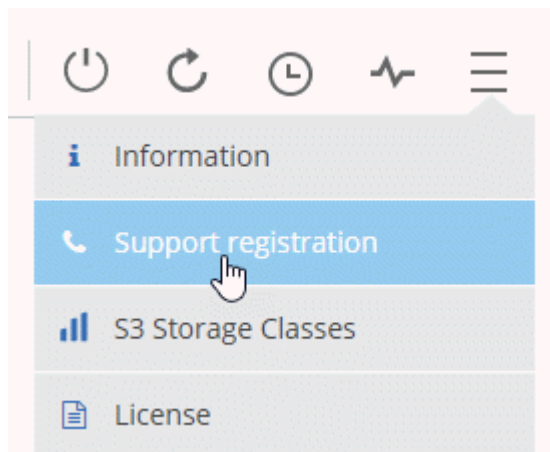 Information
Support registration
S3 Storage Classes
License